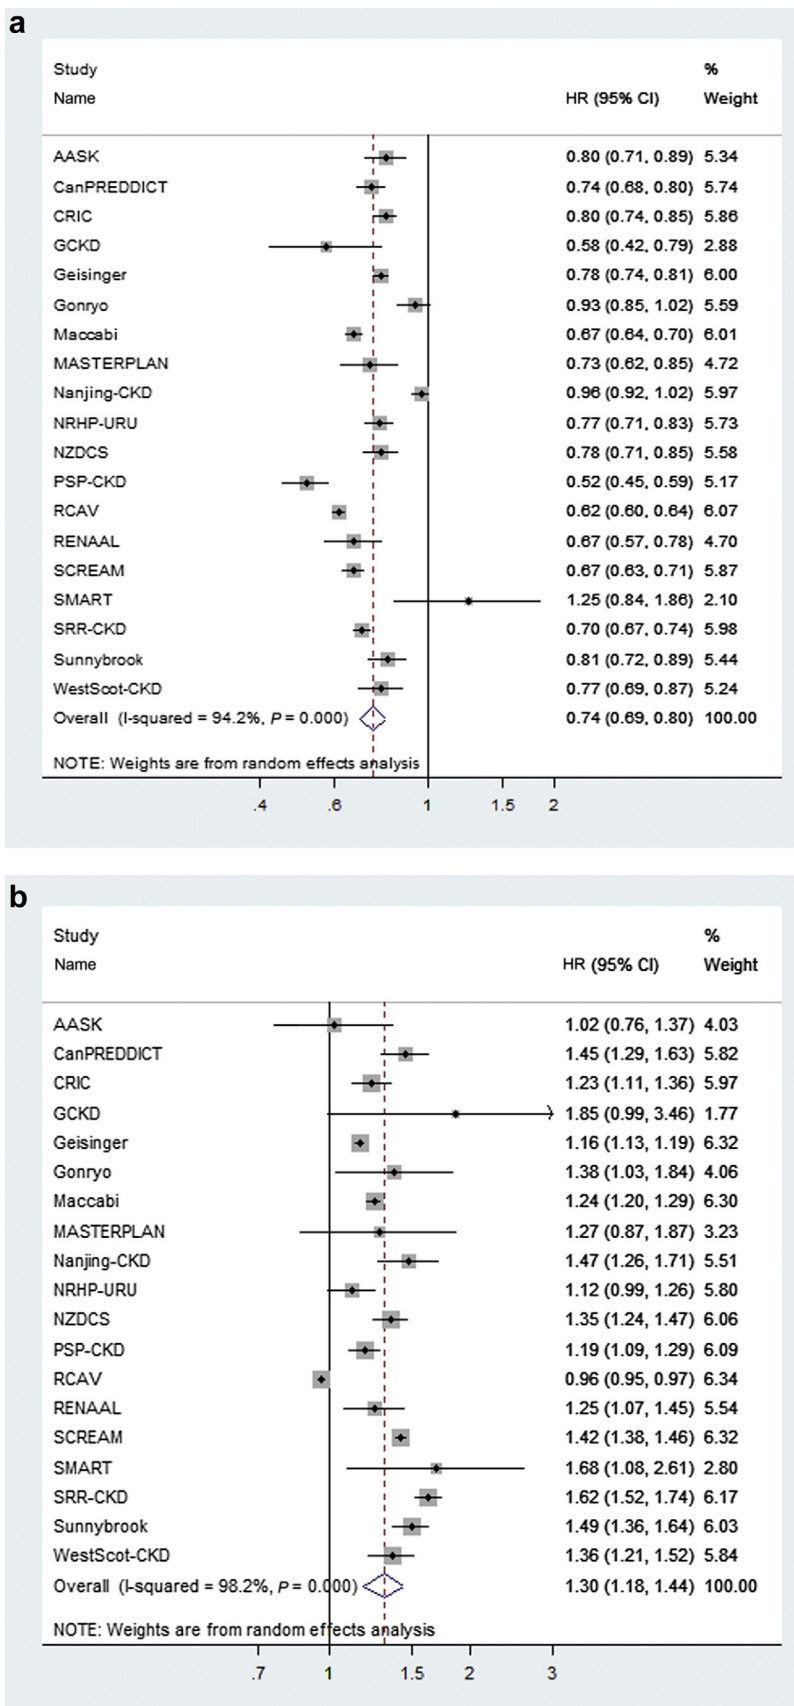 a
Study %
Name HR (95% CI) Weight
AASK 0.80 (0.71, 0.89) 5.34
CanPREDDICT 0.74 (0.68, 0.80) 5.74
CRIC 0.80 (0.74, 0.85) 5.86
GCKD 0.58 (0.42, 0.79) 2.88
Geisinger 0.78 (0.74, 0.81) 6.00
Gonryo 0.93 (0.85, 1.02) 5.59
Maccabi 0.67 (0.64, 0.70) 6.01
MASTERPLAN 0.73 (0.62, 0.85) 4.72
Nanjing-CKD 0.96 (0.92, 1.02) 5.97
NRHP-URU 0.77 (0.71, 0.83) 5.73
NZDCS 0.78 (0.71, 0.85) 5.58
PSP-CKD 0.52 (0.45, 0.59) 5.17
RCAV 0.62 (0.60, 0.64) 6.07
RENAAL 0.67 (0.57, 0.78) 4.70
SCREAM 0.67 (0.63, 0.71) 5.87
SMART 1.25 (0.84, 1.86) 2.10
SRR-CKD 0.70 (0.67, 0.74) 5.98
Sunnybrook 0.81 (0.72, 0.89) 5.44
WestScot-CKD 0.77 (0.69, 0.87) 5.24
Overall (I-squared = 94.2%, P = 0.000) 0.74 (0.69, 0.80) 100.00
NOTE: Weights are from random effects analysis
.4 .6 1 1.5 2
b
Study %
Name HR (95% CI) Weight
AASK 1.02 (0.76, 1.37) 4.03
CanPREDDICT 1.45 (1.29, 1.63) 5.82
CRIC 1.23 (1.11, 1.36) 5.97
GCKD 1.85 (0.99, 3.46) 1.77
Geisinger 1.16 (1.13, 1.19) 6.32
Gonryo 1.38 (1.03, 1.84) 4.06
Maccabi 1.24 (1.20, 1.29) 6.30
MASTERPLAN 1.27 (0.87, 1.87) 3.23
Nanjing-CKD 1.47 (1.26, 1.71) 5.51
NRHP-URU 1.12 (0.99, 1.26) 5.80
NZDCS 1.35 (1.24, 1.47) 6.06
PSP-CKD 1.19 (1.09, 1.29) 6.09
RCAV 0.96 (0.95, 0.97) 6.34
RENAAL 1.25 (1.07, 1.45) 5.54
SCREAM 1.42 (1.38, 1.46) 6.32
SMART 1.68 (1.08, 2.61) 2.80
SRR-CKD 1.62 (1.52, 1.74) 6.17
Sunnybrook 1.49 (1.36, 1.64) 6.03
WestScot-CKD 1.36 (1.21, 1.52) 5.84
Overall (I-squared = 98.2%, P = 0.000) 1.30 (1.18, 1.44) 100.00
NOTE: Weights are from random effects analysis
.7 1 1.5 2 3